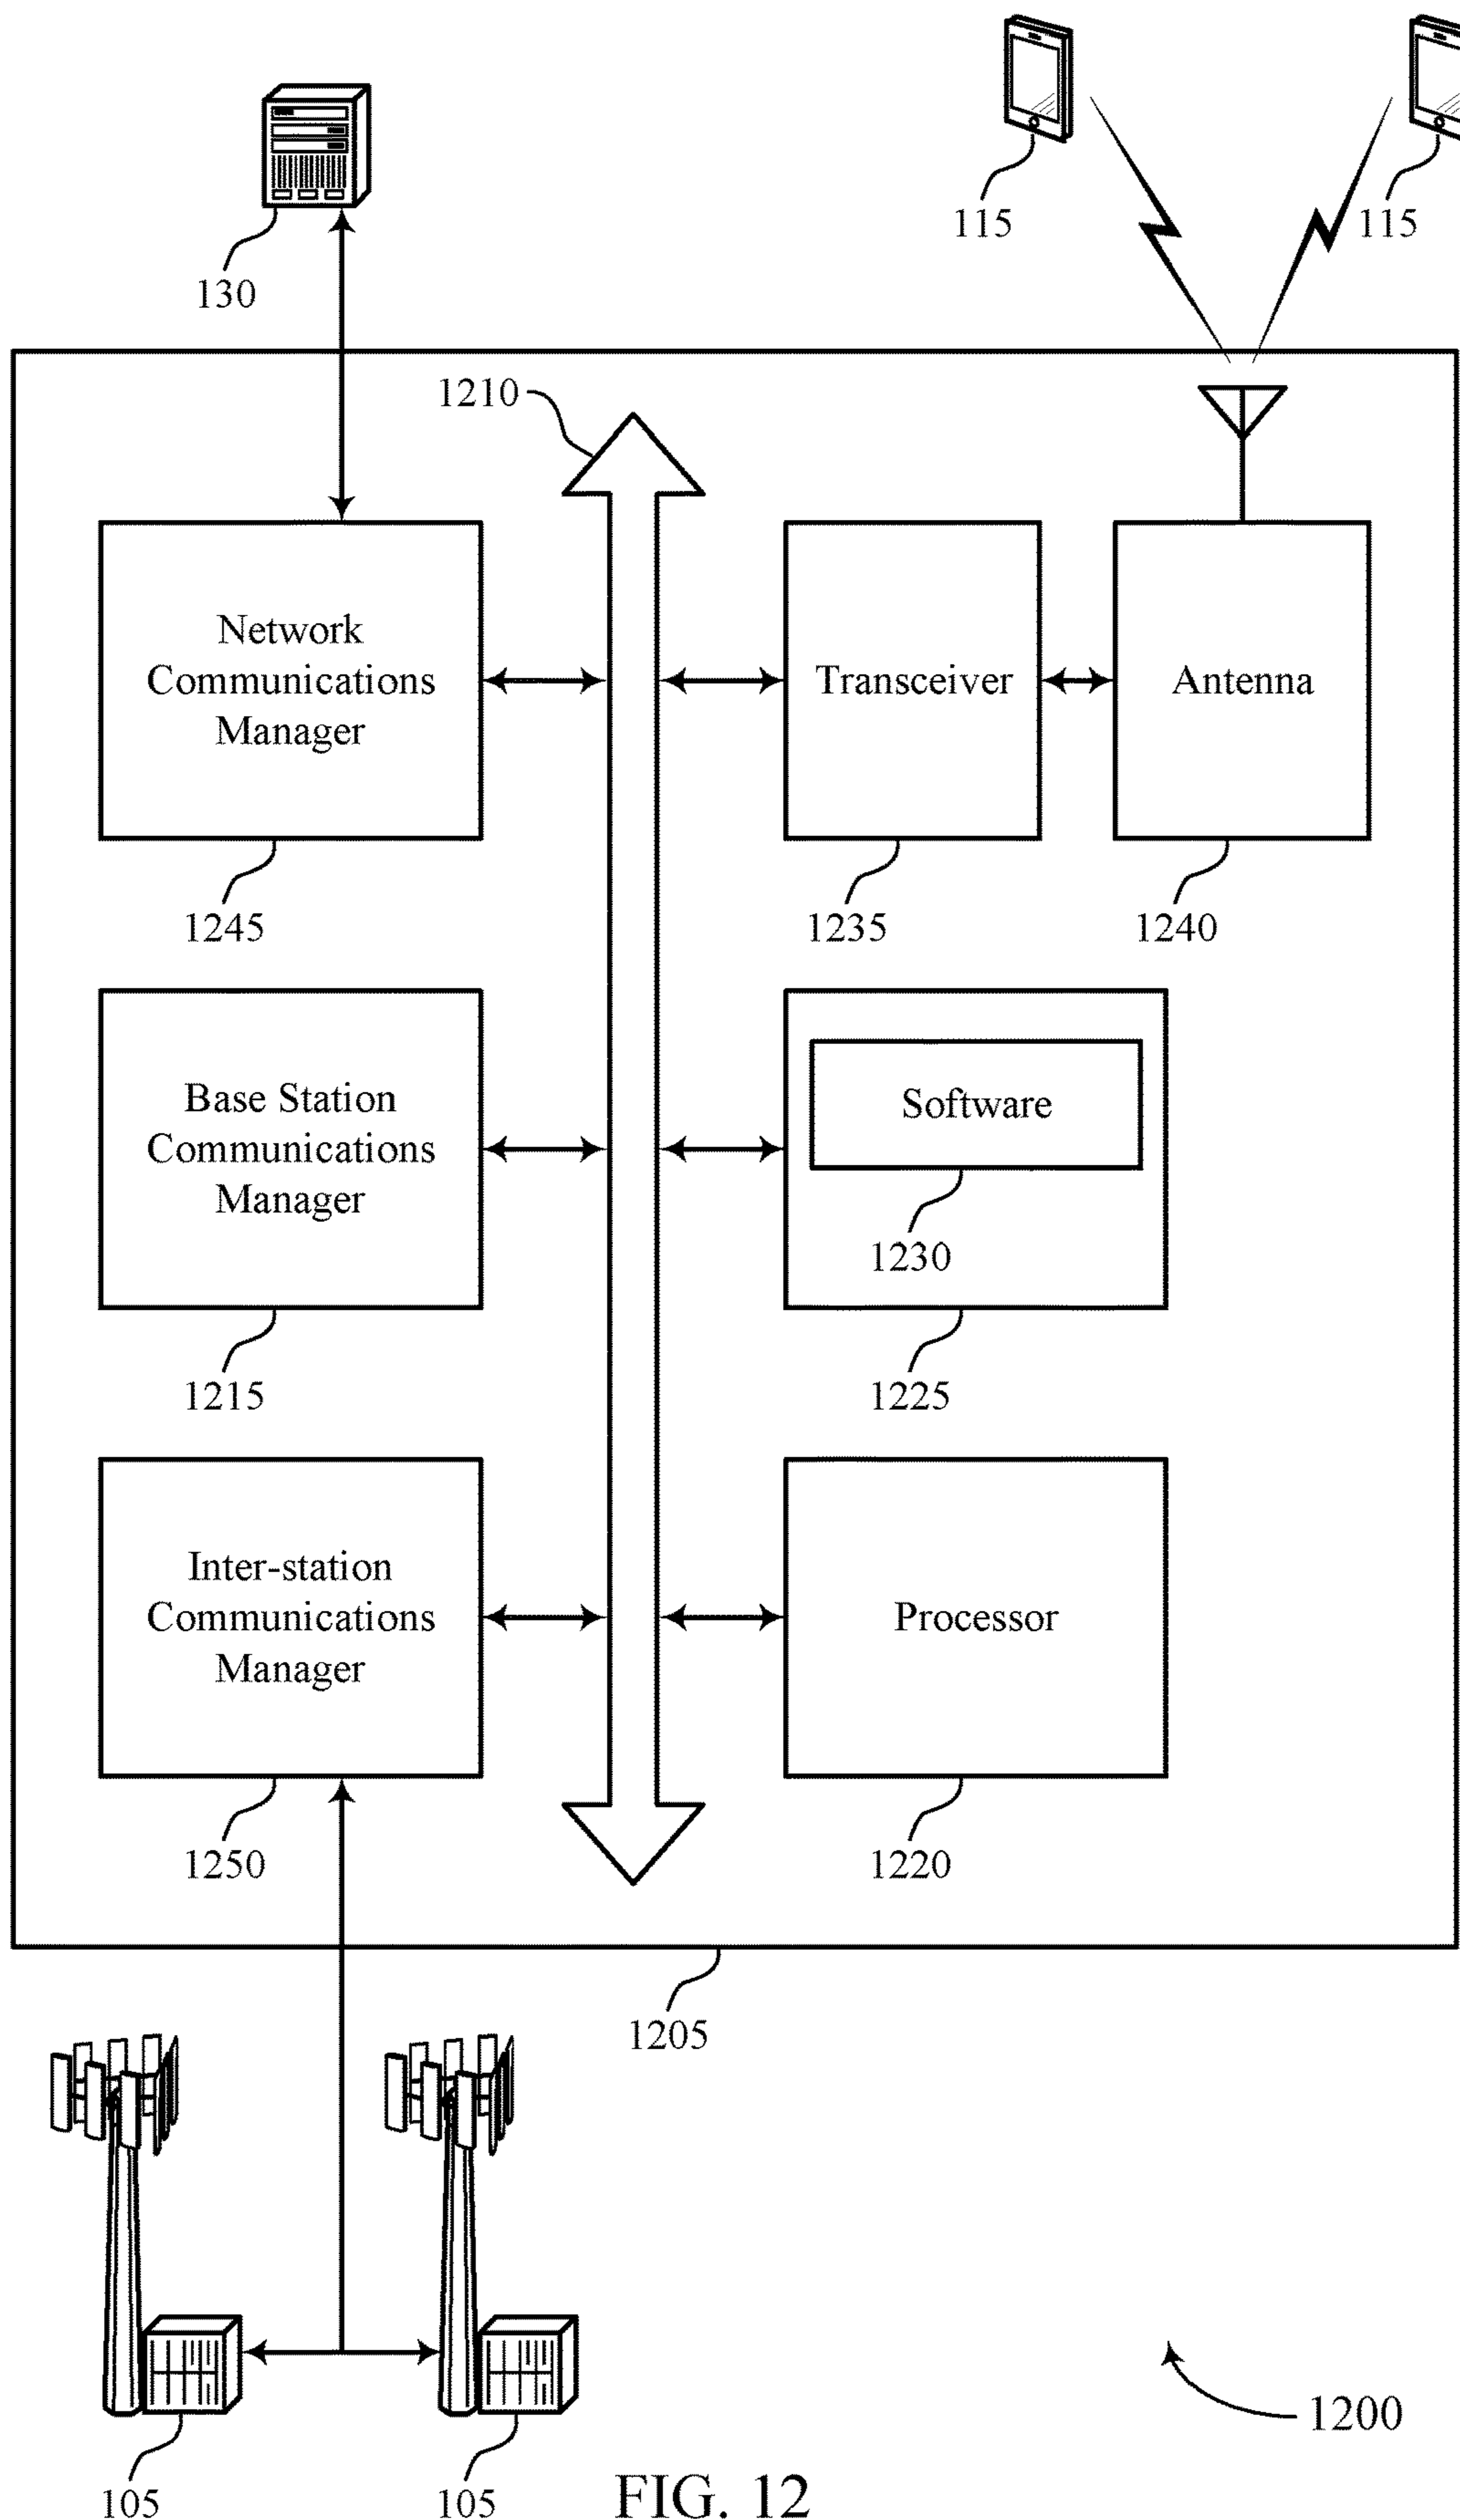 115
115
130
1210
Network
Communications
Manager
Transceiver
Antenna
1245
1235
1240
Base Station
Communications
Manager
Software
1230
1215
1225
Inter-station
Communications
Manager
Processor
1250
1220
1205
1200
105
105
FIG. 12